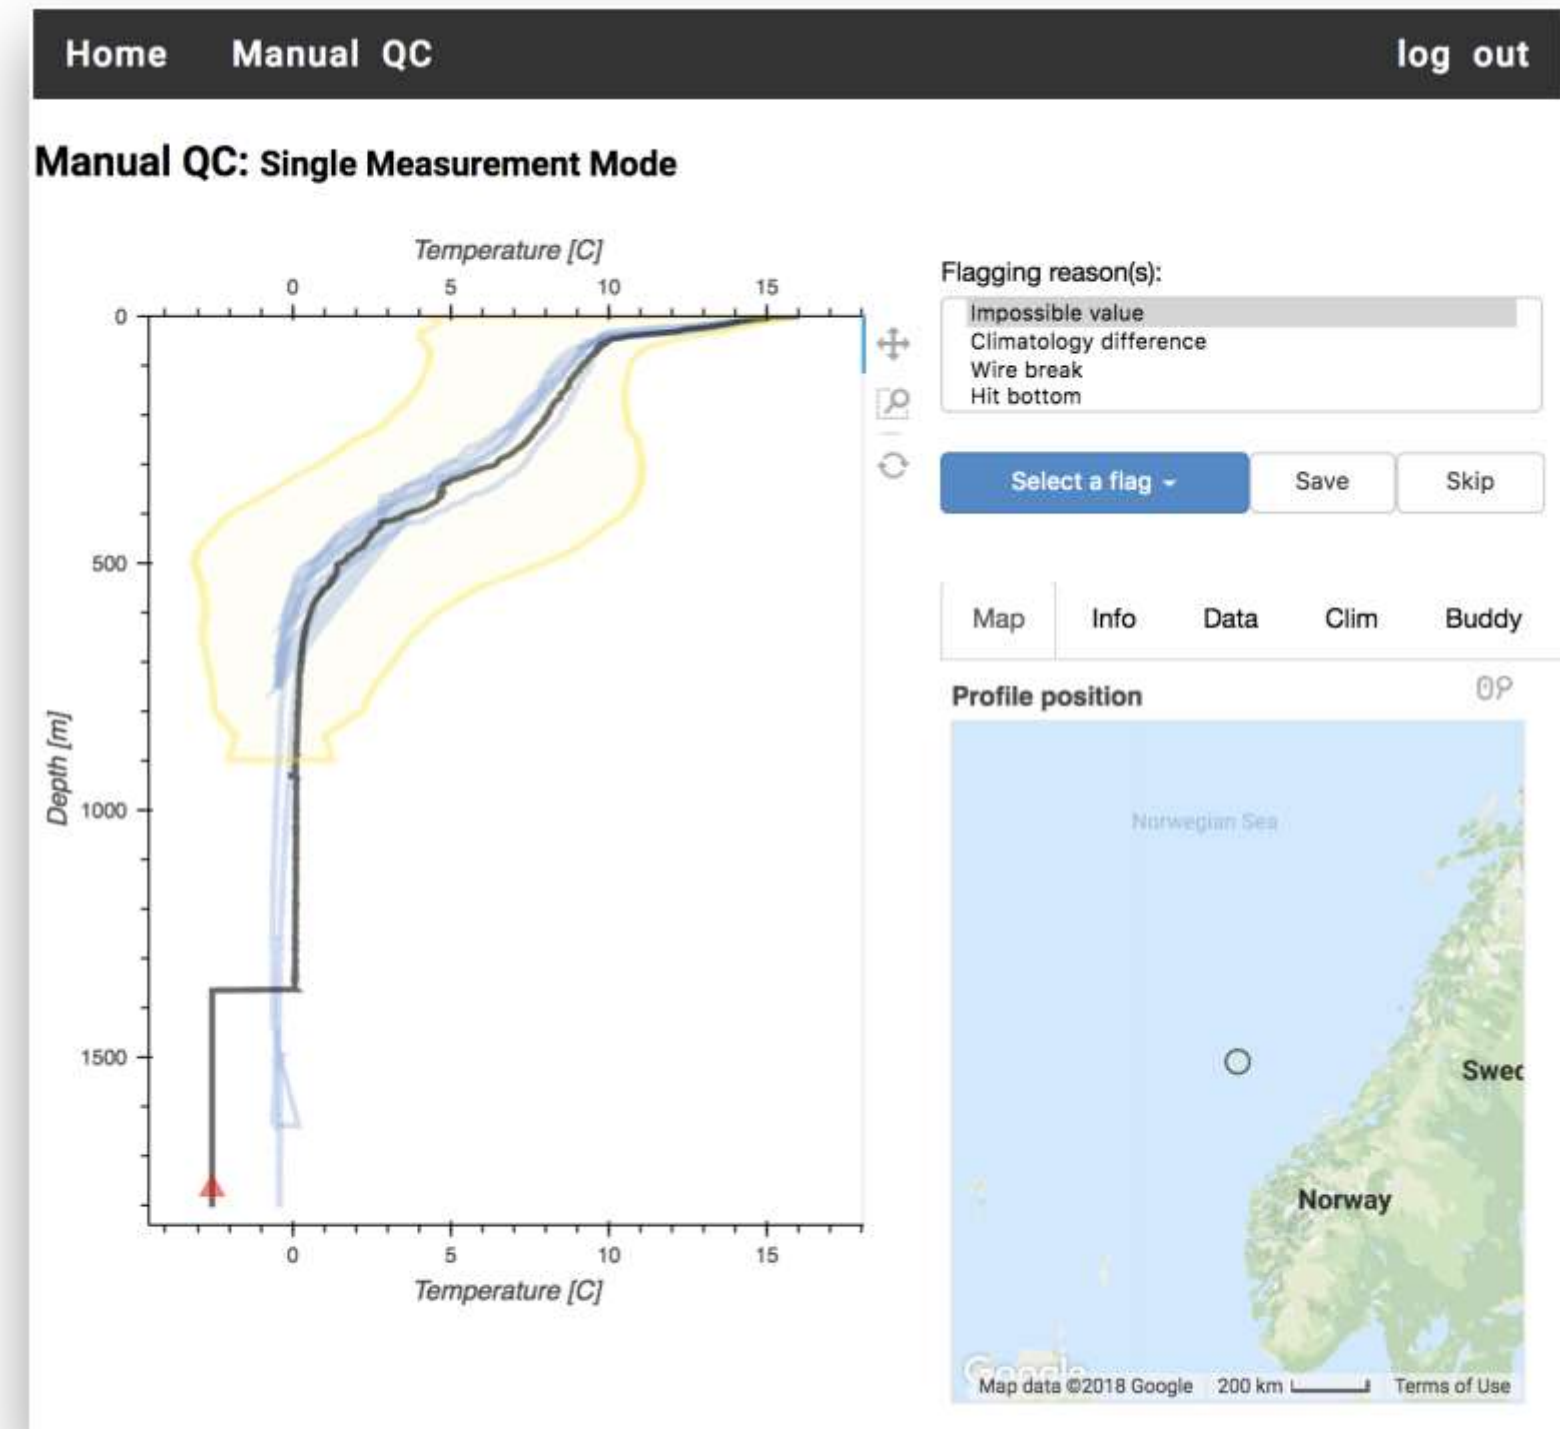 Home Manual QC log out
Manual QC: Single Measurement Mode
Temperature [C]
0 5 10 15
0
500
1000
1500
Depth [m]
0 5 10 15
Temperature [C]
Flagging reason(s):
Impossible value
Climatology difference
Wire break
Hit bottom
Select a flag Save Skip
Map Info Data Clim Buddy
Profile position
Norwegian Sea
Swed
Norway
Google
Map data ©2018 Google 200 km Terms of Use